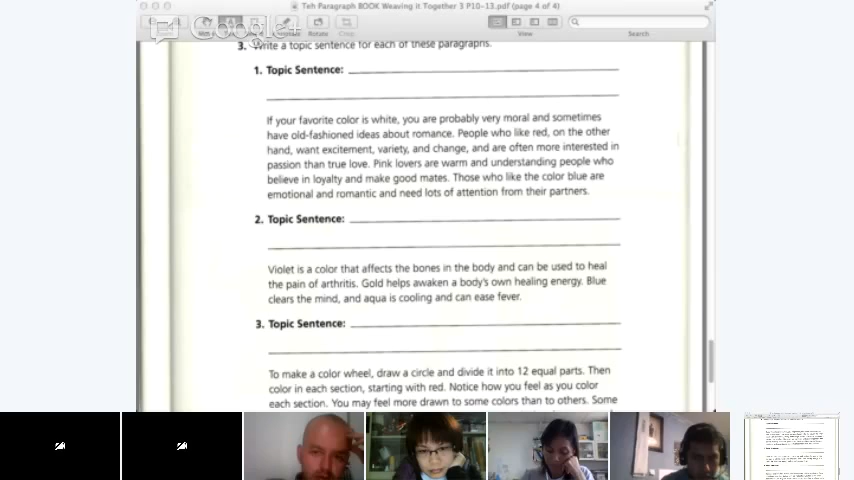 Teh Paragraph BOOK Weaving it Together 3 P10-13.pdf (page 4 of 4)
Google+
Rotate
Crop
View
Search
3. Write a topic sentence for each of these paragraphs.
1. Topic Sentence:
If your favorite color is white, you are probably very moral and sometimes
have old-fashioned ideas about romance. People who like red, on the other
hand, want excitement, variety, and change, and are often more interested in
passion than true love. Pink lovers are warm and understanding people who
believe in loyalty and make good mates. Those who like the color blue are
emotional and romantic and need lots of attention from their partners.
2. Topic Sentence:
Violet is a color that affects the bones in the body and can be used to heal
the pain of arthritis. Gold helps awaken a body's own healing energy. Blue
clears the mind, and aqua is cooling and can ease fever.
3. Topic Sentence:
To make a color wheel, draw a circle and divide it into 12 equal parts. Then
color in each section, starting with red. Notice how you feel as you color
each section. You may feel more drawn to some colors than to others. Some